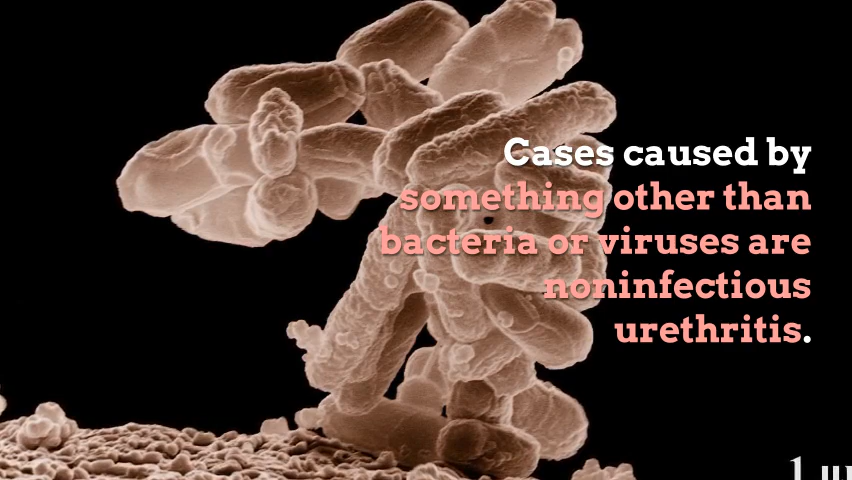 Cases caused by
something other than
bacteria or viruses are
noninfectious
urethritis.